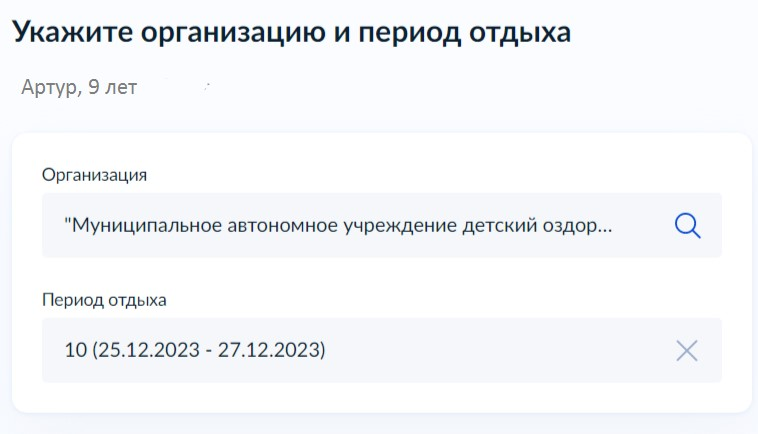 Укажите организацию и период отдыха
Артур, 9 лет
Организация
"Муниципальное автономное учреждение детский оздор...
Период отдыха
10 (25.12.2023 - 27.12.2023)